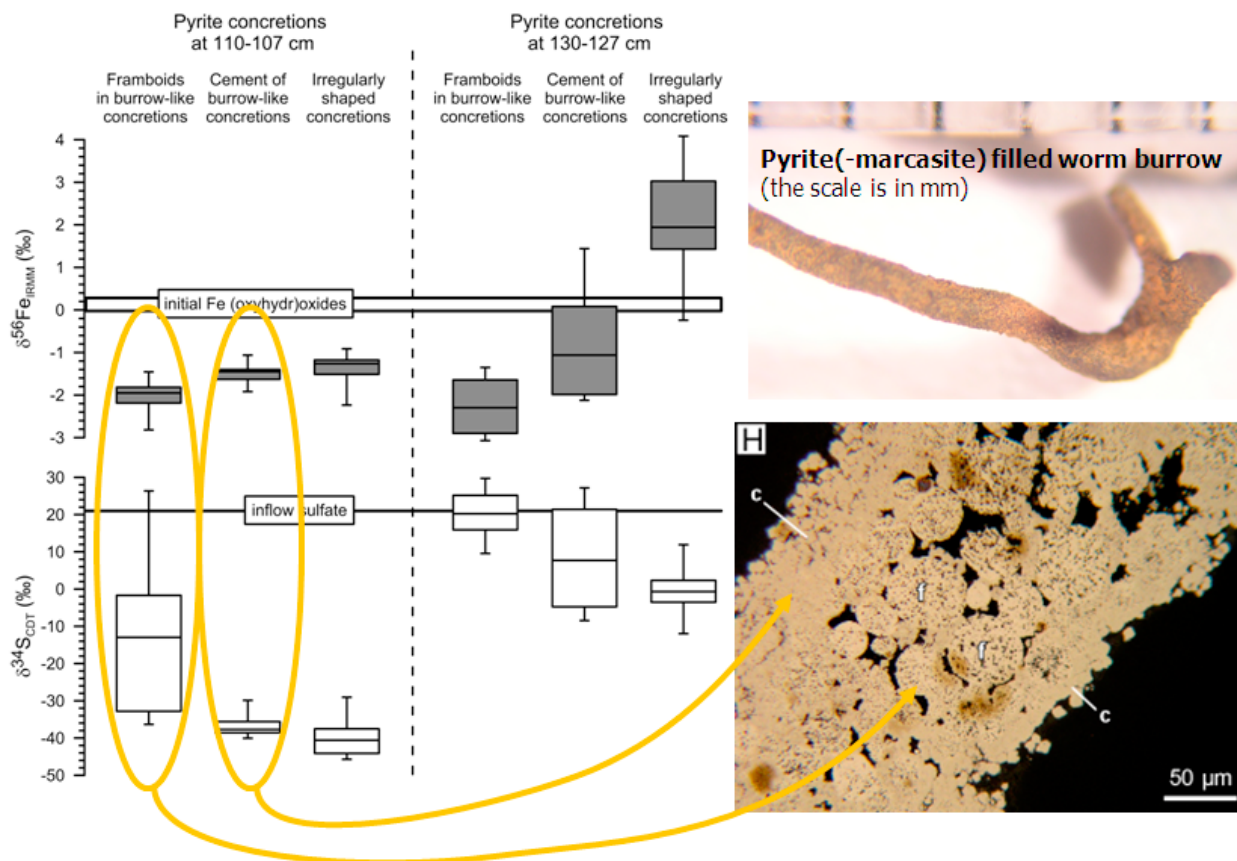 Pyrite concretions
at 110-107 cm
Pyrite concretions
at 130-127 cm
Framboids
in burrow-like
concretions
Cement of
burrow-like
concretions
Irregularly
shaped
concretions
Framboids
in burrow-like
concretions
Cement of
burrow-like
concretions
Irregularly
shaped
concretions
δ56FeIRMM (‰)
4
3
2
1
0
-1
-2
-3
initial Fe (oxyhydr)oxides
δ34SCDT (‰)
30
20
10
0
-10
-20
-30
-40
-50
inflow sulfate
Pyrite(-marcasite) filled worm burrow
(the scale is in mm)
H
c
f
f
c
50 µm